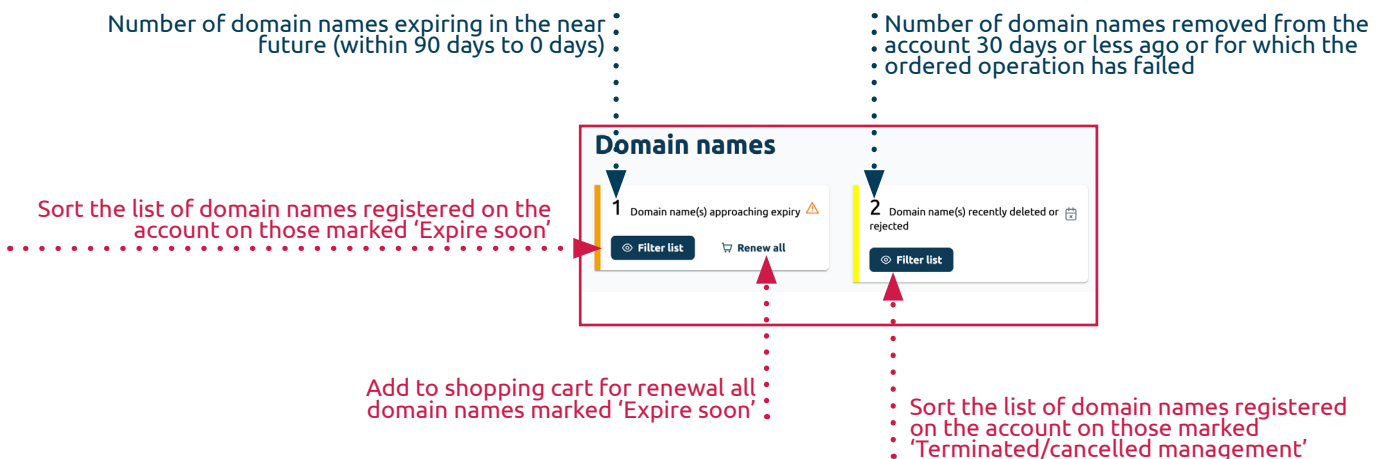 Number of domain names expiring in the near
future (within 90 days to 0 days)
Number of domain names removed from the
account 30 days or less ago or for which the
ordered operation has failed
Domain names
Sort the list of domain names registered on the
account on those marked ‘Expire soon’
1 Domain name(s) approaching expiry
Filter list
Renew all
2 Domain name(s) recently deleted or
rejected
Filter list
Add to shopping cart for renewal all
domain names marked ‘Expire soon’
Sort the list of domain names registered
on the account on those marked
‘Terminated/cancelled management’